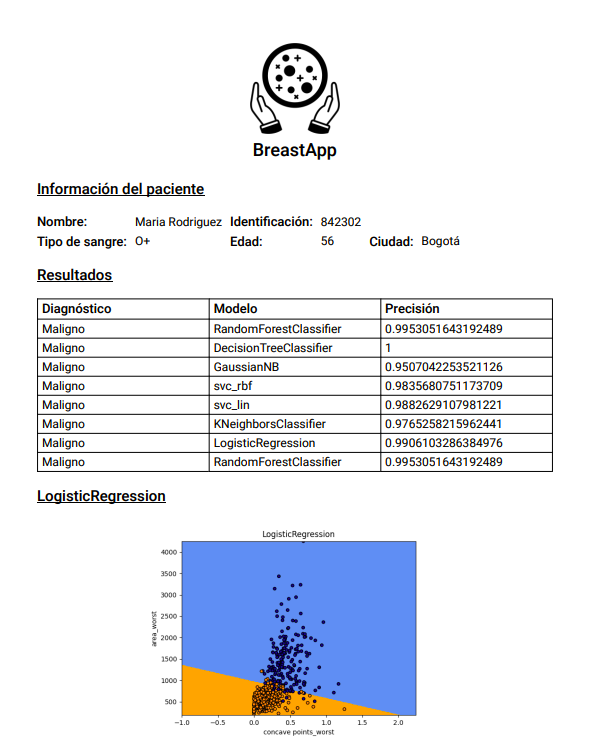 BreastApp
Información del paciente
Nombre: Maria Rodriguez Identificación: 842302
Tipo de sangre: O+ Edad: 56 Ciudad: Bogotá
Resultados
Diagnóstico Modelo Precisión
Maligno RandomForestClassifier 0.9953051643192489
Maligno DecisionTreeClassifier 1
Maligno GaussianNB 0.9507042253521126
Maligno svc_rbf 0.9835680751173709
Maligno svc_lin 0.9882629107981221
Maligno KNeighborsClassifier 0.9765258215962441
Maligno LogisticRegression 0.9906103286384976
Maligno RandomForestClassifier 0.9953051643192489
LogisticRegression
LogisticRegression
4000
3500
3000
2500
2000
1500
1000
500
area_worst
−1.0 −0.5 0.0 0.5 1.0 1.5 2.0
concave points_worst